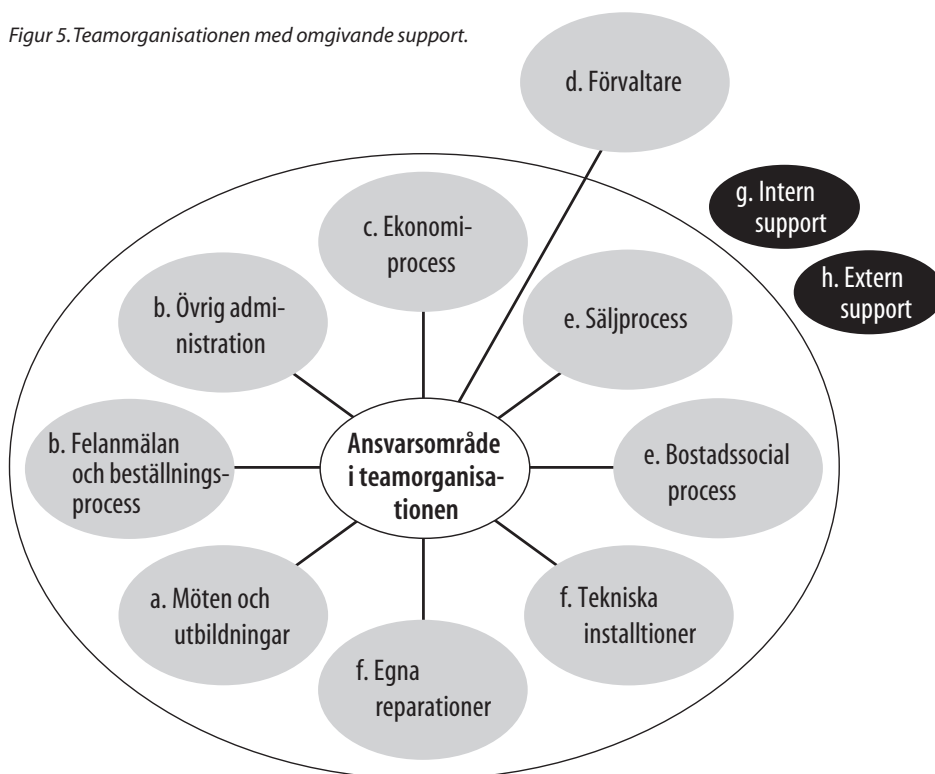 Figur 5. Teamorganisationen med omgivande support.
d. Förvaltare
g. Intern
support
h. Extern
support
c. Ekonomi-
process
b. Övrig admi-
nistration
e. Säljprocess
b. Felanmälan
och beställnings-
process
Ansvarsområde
i teamorganisa-
tionen
e. Bostadssocial
process
a. Möten och
utbildningar
f. Tekniska
installtioner
f. Egna
reparationer